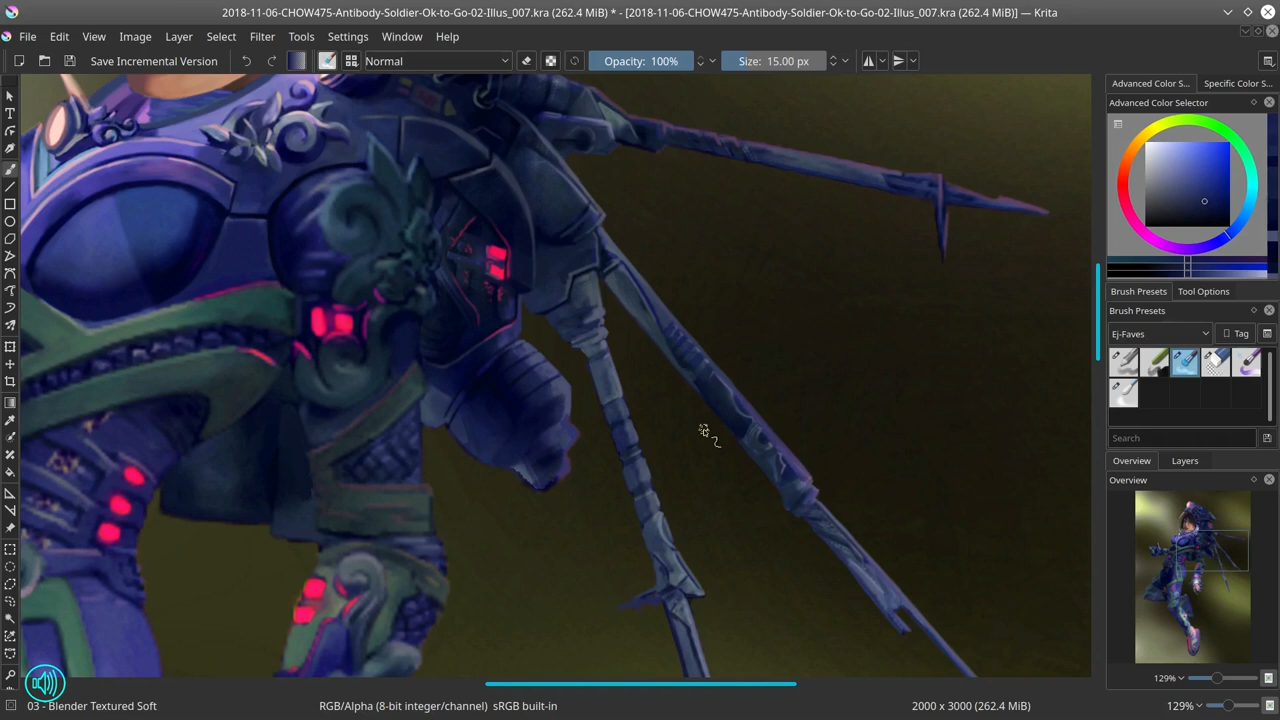 2018-11-06-CHOW475-Antibody-Soldier-Ok-to-Go-02-Illus_007.kra (262.4 MiB) * - [2018-11-06-CHOW475-Antibody-Soldier-Ok-to-Go-02-Illus_007.kra (262.4 MiB)] — Krita
File Edit View Image Layer Select Filter Tools Settings Window Help
Save Incremental Version Normal Opacity: 100% Size: 15.00 px
Advanced Color S... Specific Color S...
Advanced Color Selector
Brush Presets Tool Options
Brush Presets
Ej-Faves Tag
Search
Overview Layers
Overview
129%
03 - Blender Textured Soft RGB/Alpha (8-bit integer/channel) sRGB built-in 2000 x 3000 (262.4 MiB) 129%